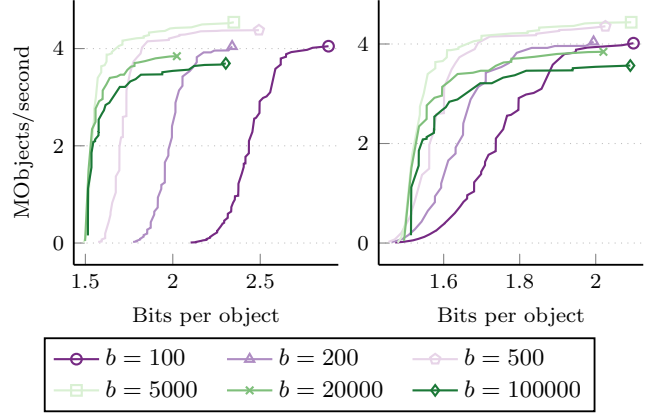 MObjects/second
4
2
0
1.5 2 2.5
Bits per object
4
2
0
1.6 1.8 2
Bits per object
b = 100 b = 200 b = 500
b = 5000 b = 20000 b = 100000